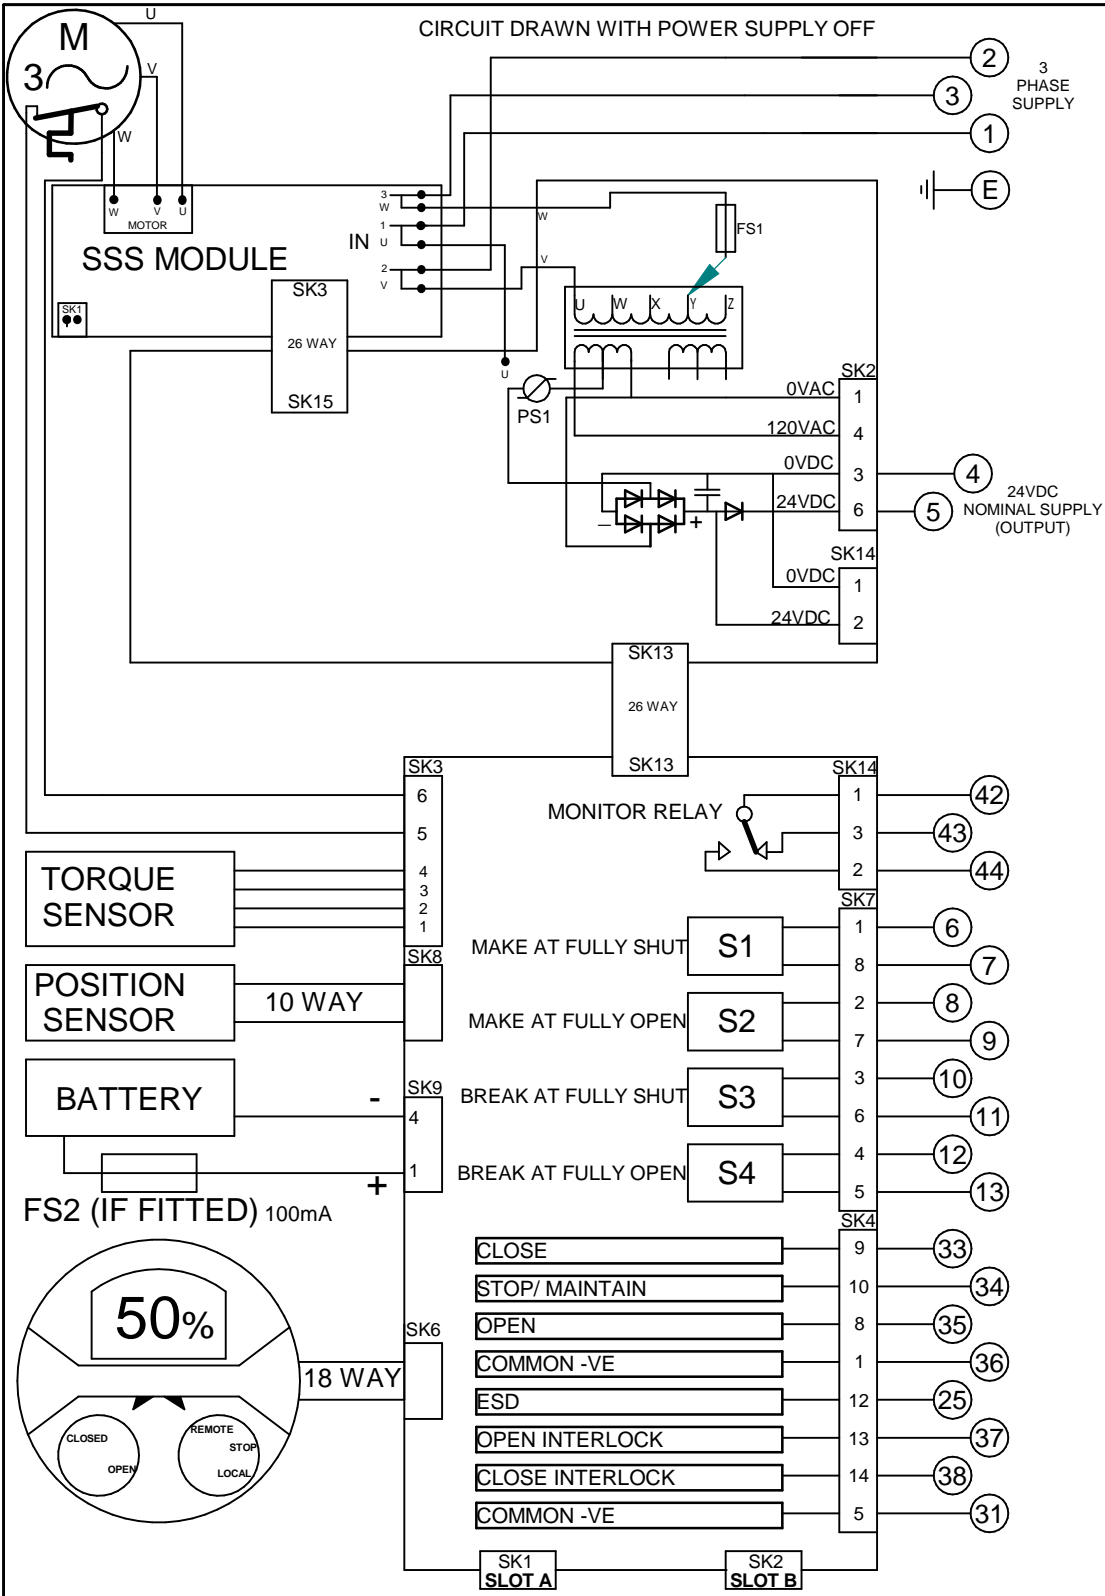 CIRCUIT DRAWN WITH POWER SUPPLY OFF
U
M
3
V
W
2
3
1
3
PHASE
SUPPLY
E
W V U
MOTOR
SSS MODULE
IN
3
W
1
U
2
V
W
V
U
FS1
SK1
SK3
26 WAY
SK15
U W X Y Z
PS1
SK2
0VAC 1
120VAC 4
0VDC 3 4
24VDC 6 5
24VDC
NOMINAL SUPPLY
(OUTPUT)
– +
SK14
0VDC 1
24VDC 2
SK13
26 WAY
SK13
SK3
6
5
4
3
2
1
TORQUE
SENSOR
SK8
POSITION
SENSOR
10 WAY
SK9
BATTERY
-
4
1
+
FS2 (IF FITTED) 100mA
50%
SK6
18 WAY
CLOSED
OPEN
REMOTE
STOP
LOCAL
MONITOR RELAY
SK14
1 42
3 43
2 44
SK7
MAKE AT FULLY SHUT S1
1 6
8 7
MAKE AT FULLY OPEN S2
2 8
7 9
BREAK AT FULLY SHUT S3
3 10
6 11
BREAK AT FULLY OPEN S4
4 12
5 13
SK4
CLOSE 9 33
STOP/ MAINTAIN 10 34
OPEN 8 35
COMMON -VE 1 36
ESD 12 25
OPEN INTERLOCK 13 37
CLOSE INTERLOCK 14 38
COMMON -VE 5 31
SK1
SLOT A
SK2
SLOT B